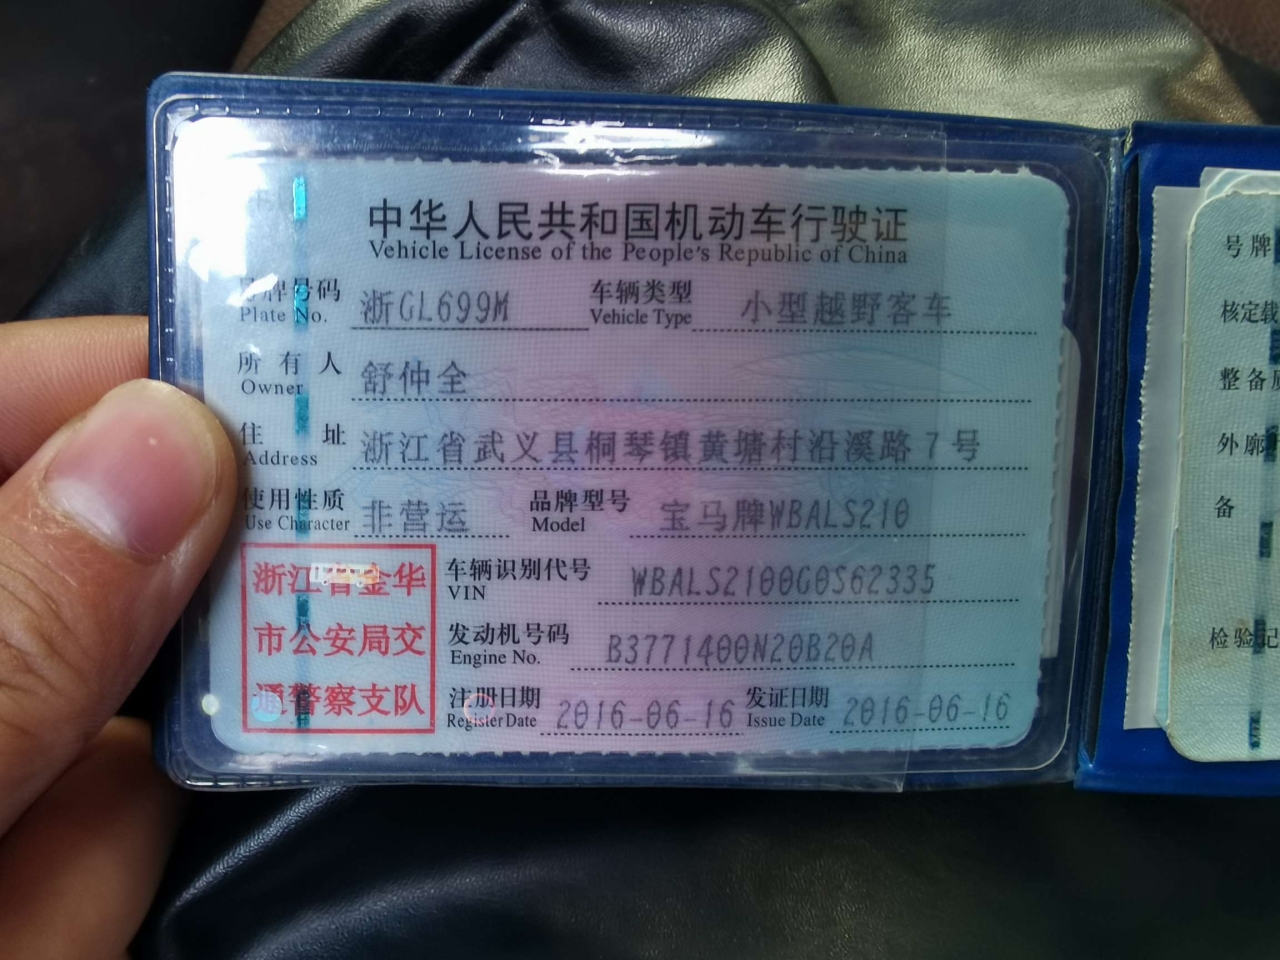 中华人民共和国机动车行驶证
Vehicle License of the People's Republic of China
号牌号码 浙GL699M 车辆类型 小型越野客车
Plate No. Vehicle Type
所有人 舒仲全
Owner
住址 浙江省武义县桐琴镇黄塘村沿溪路7号
Address
使用性质 非营运 品牌型号 宝马牌WBALS210
Use Character Model
浙江省金华
市公安局交
通警察支队
车辆识别代号 WBALS2100G0S62335
VIN
发动机号码 B3771400N20B20A
Engine No.
注册日期 2016-06-16 发证日期 2016-06-16
Register Date Issue Date
号牌
核定载
整备质
外廓
备
检验记